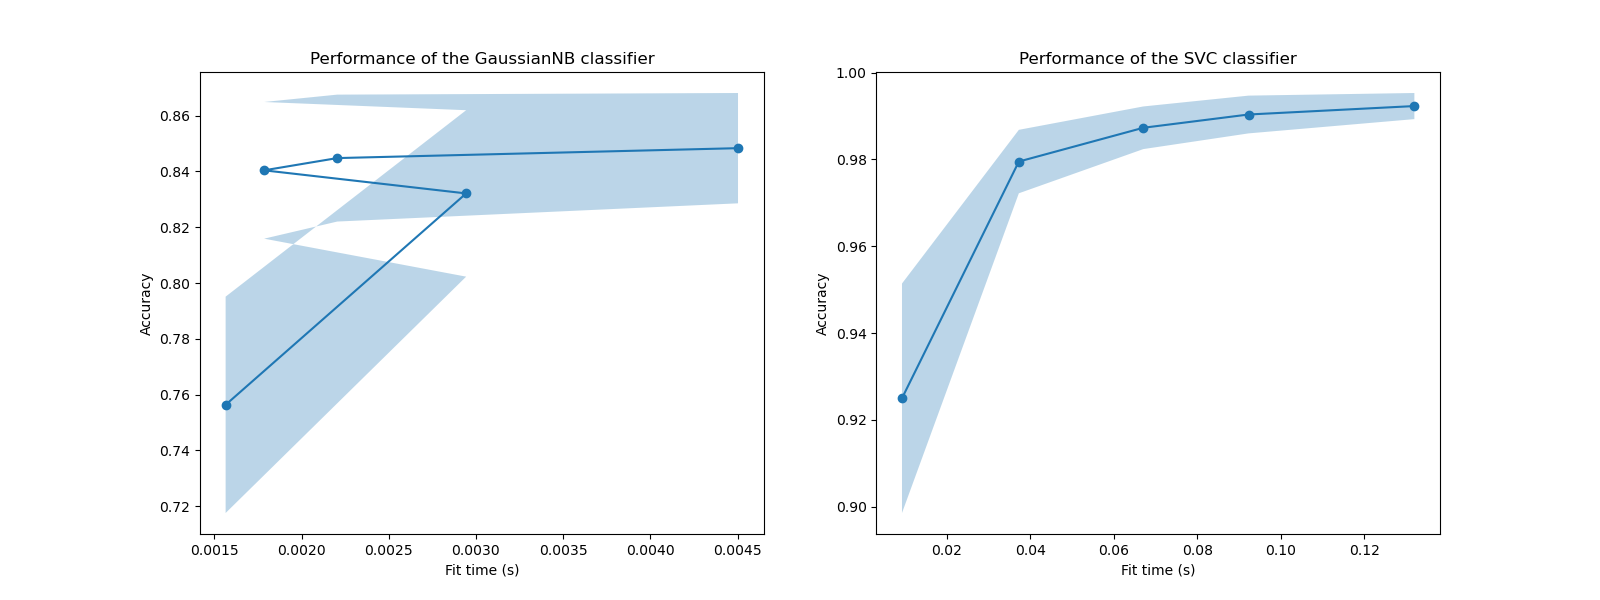 Performance of the GaussianNB classifier
0.86
0.84
0.82
0.80
0.78
0.76
0.74
0.72
Accuracy
0.0015 0.0020 0.0025 0.0030 0.0035 0.0040 0.0045
Fit time (s)
Performance of the SVC classifier
1.00
0.98
0.96
0.94
0.92
0.90
Accuracy
0.02 0.04 0.06 0.08 0.10 0.12
Fit time (s)